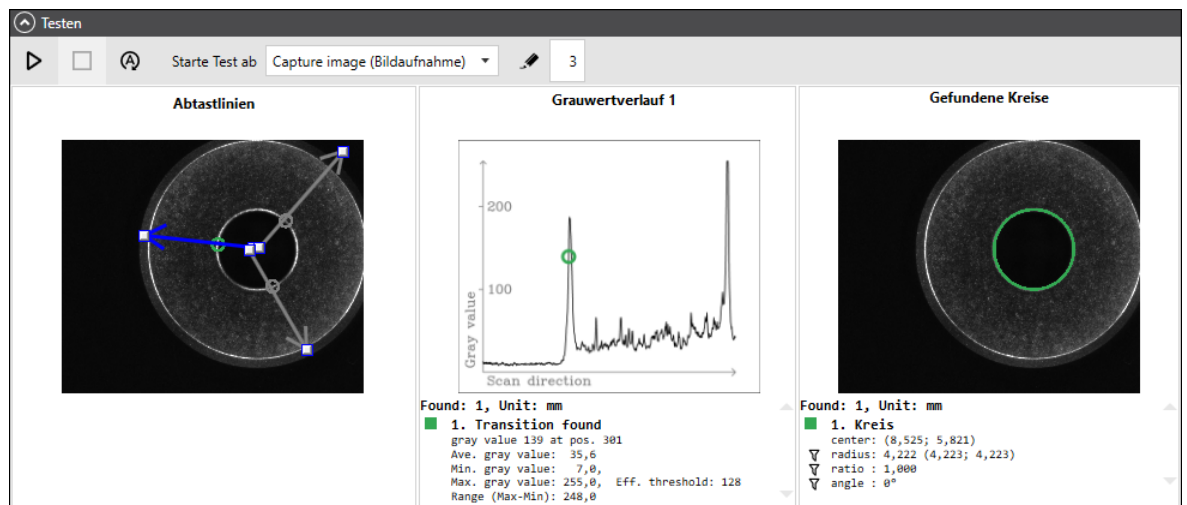 Testen
Starte Test ab Capture image (Bildaufnahme) 3
Abtastlinien
Grauwertverlauf 1
200
100
Gray value
Scan direction
Found: 1, Unit: mm
1. Transition found
gray value 139 at pos. 301
Ave. gray value: 35,6
Min. gray value: 7,0,
Max. gray value: 255,0, Eff. threshold: 128
Range (Max-Min): 248,0
Gefundene Kreise
Found: 1, Unit: mm
1. Kreis
center: (8,525; 5,821)
radius: 4,222 (4,223; 4,223)
ratio : 1,000
angle : 0°